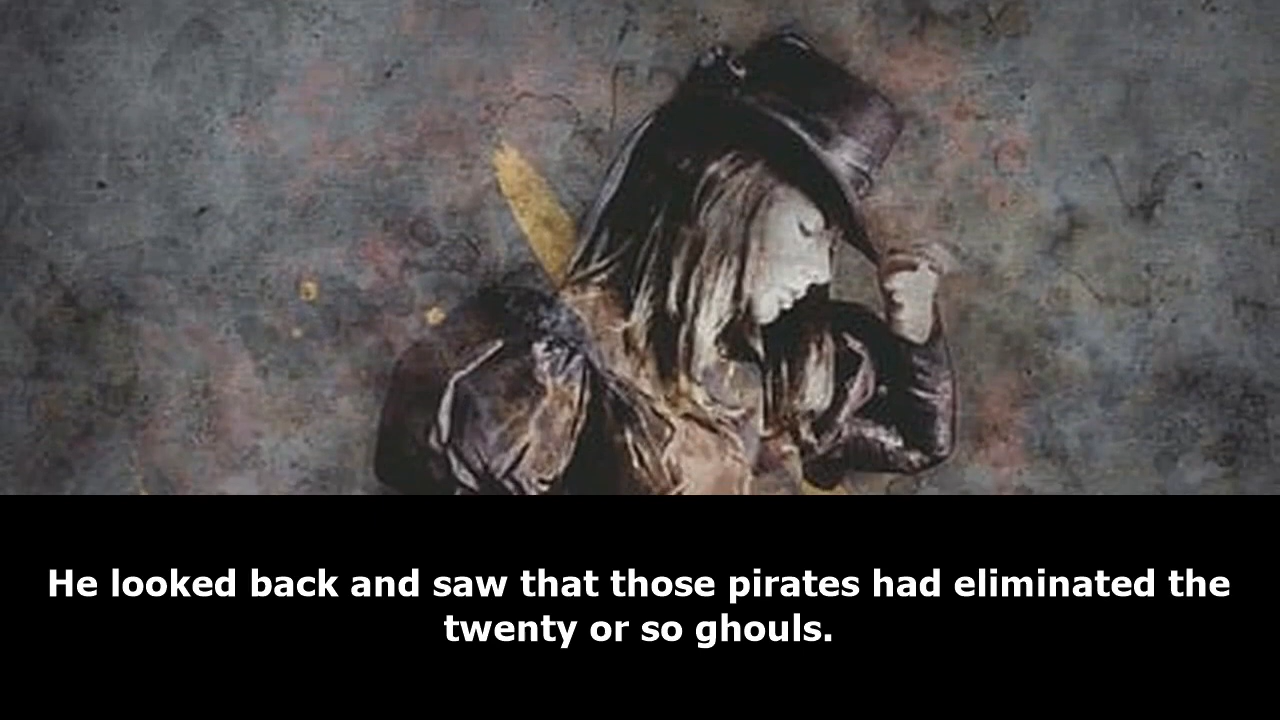 He looked back and saw that those pirates had eliminated the
twenty or so ghouls.